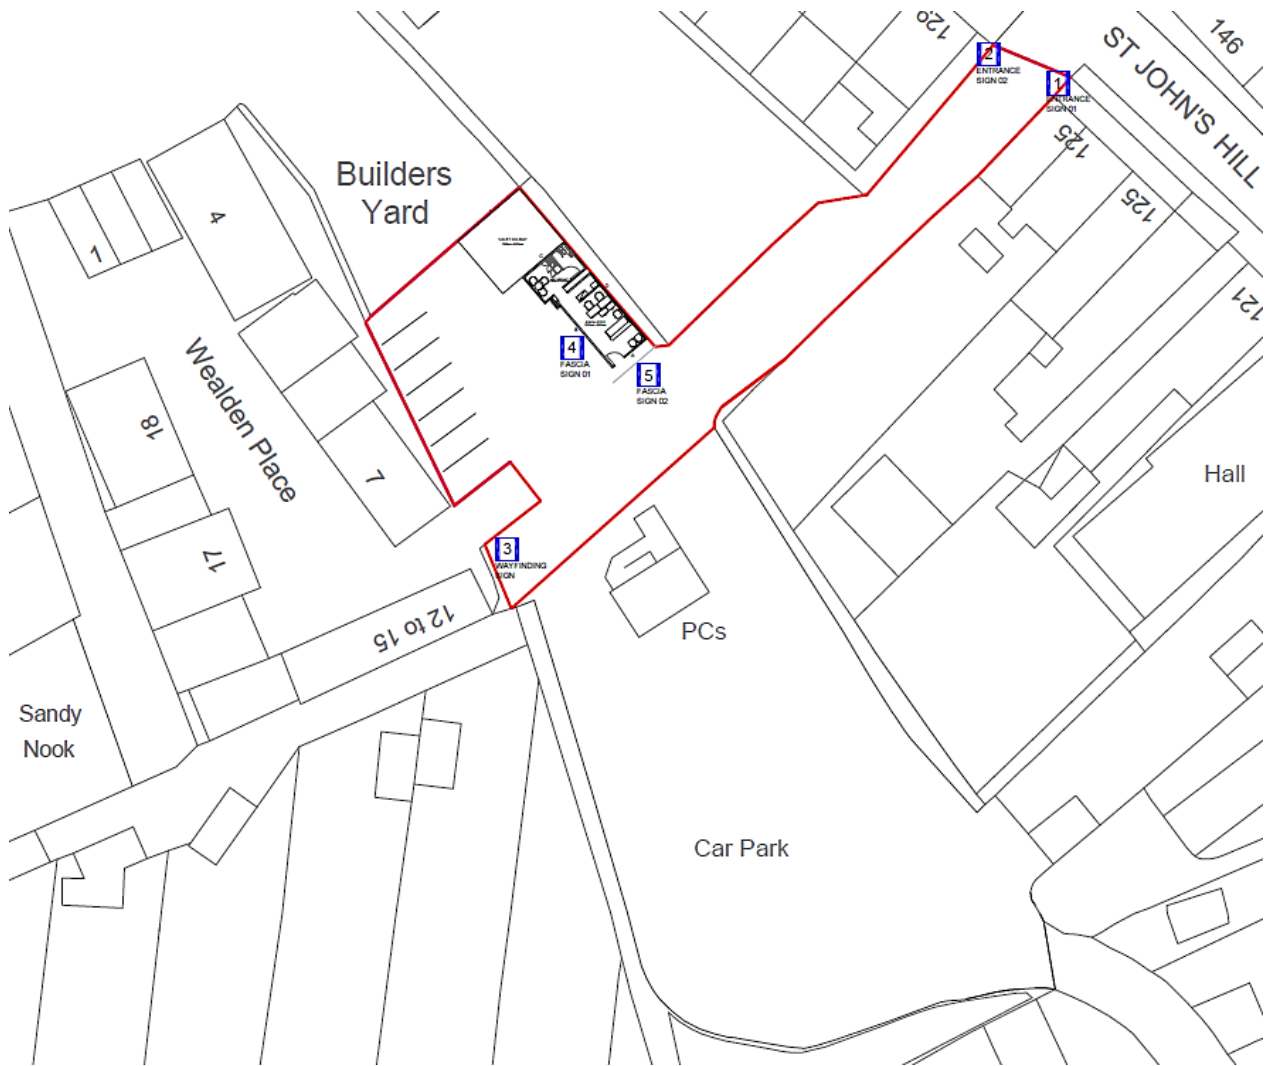 129
146
ST JOHN'S HILL
2
ENTRANCE
SIGN 02
1
ENTRANCE
SIGN 01
125
125
121
Builders
Yard
4
1
4
FASCIA
SIGN 01
5
FASCIA
SIGN 02
Wealden Place
18
7
17
3
WAYFINDING
SIGN
12 to 15
Hall
PCs
Sandy
Nook
Car Park